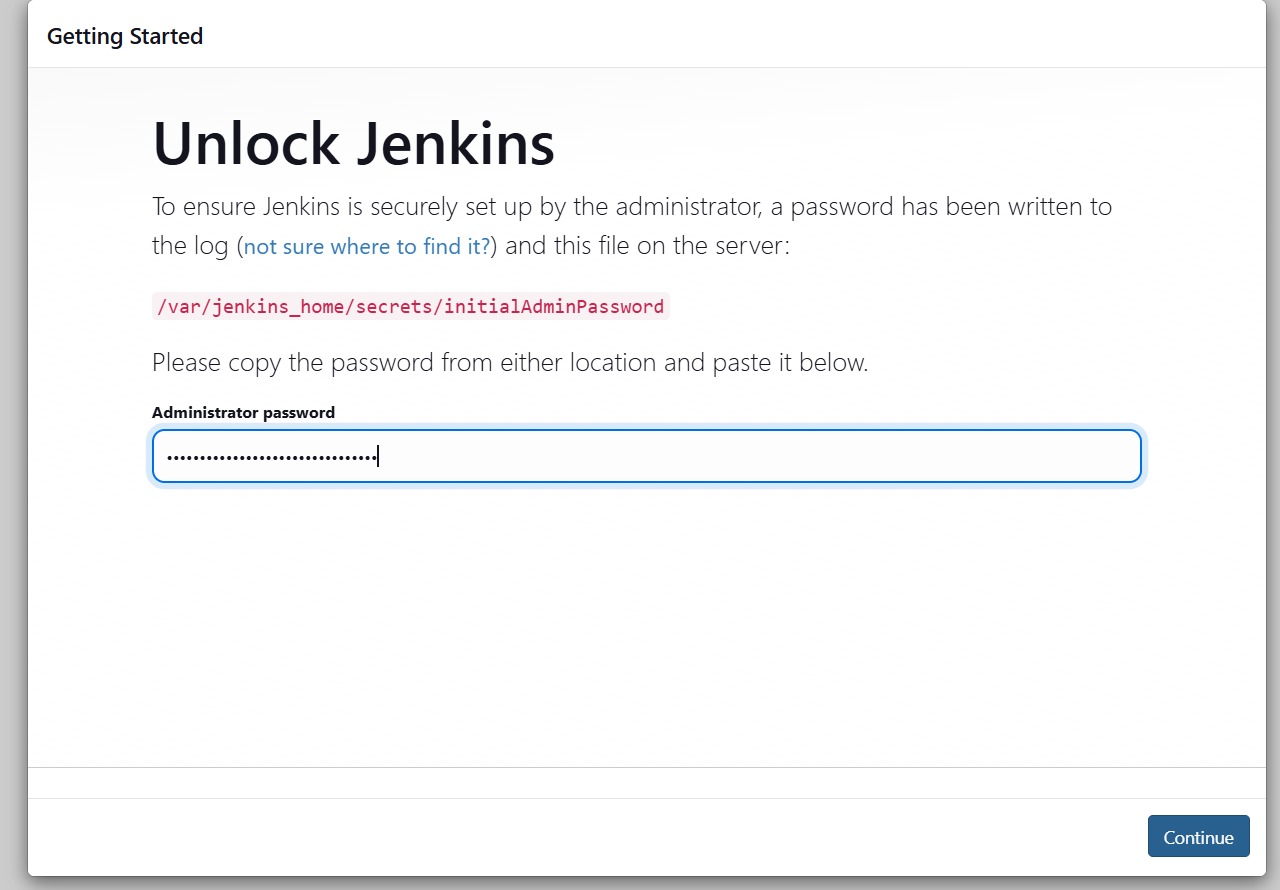 Getting Started
Unlock Jenkins
To ensure Jenkins is securely set up by the administrator, a password has been written to
the log (not sure where to find it?) and this file on the server:
/var/jenkins_home/secrets/initialAdminPassword
Please copy the password from either location and paste it below.
Administrator password
••••••••••••••••••••••••••••••••
Continue